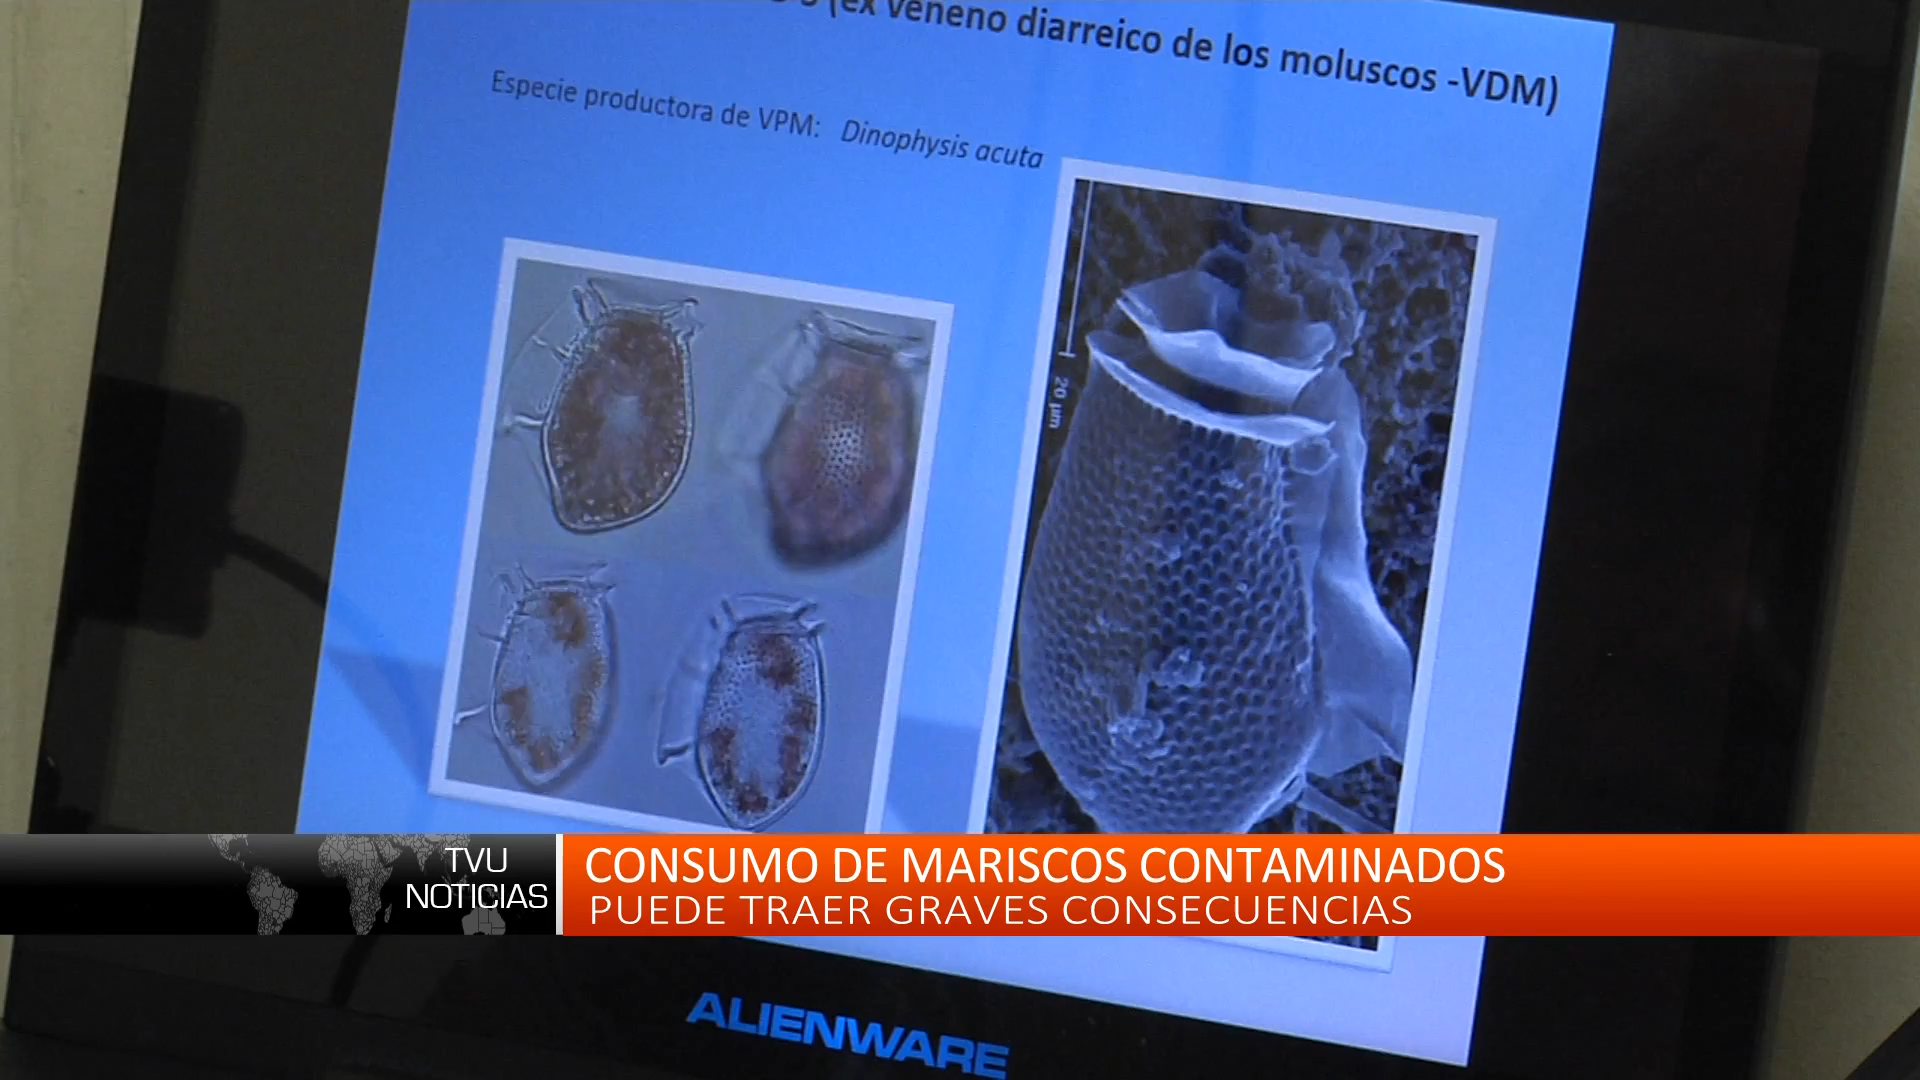 (ex veneno diarreico de los moluscos -VDM)
Especie productora de VPM: Dinophysis acuta
20 µm
TVU
NOTICIAS
CONSUMO DE MARISCOS CONTAMINADOS
PUEDE TRAER GRAVES CONSECUENCIAS
ALIENWARE